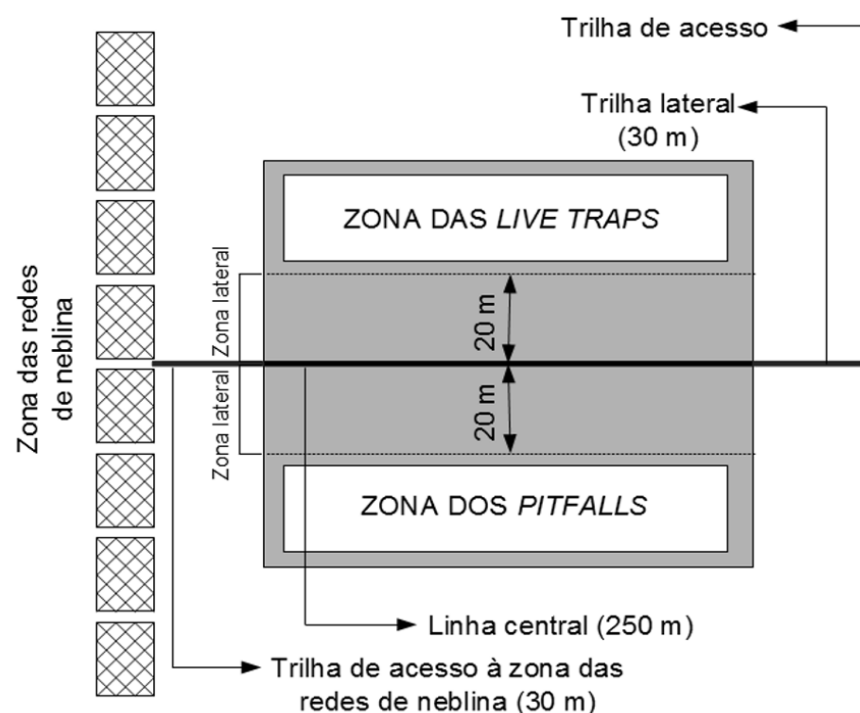 Trilha de acesso
Trilha lateral
(30 m)
ZONA DAS LIVE TRAPS
Zona das redes
de neblina
Zona lateral
20 m
Zona lateral
20 m
ZONA DOS PITFALLS
Linha central (250 m)
Trilha de acesso à zona das
redes de neblina (30 m)